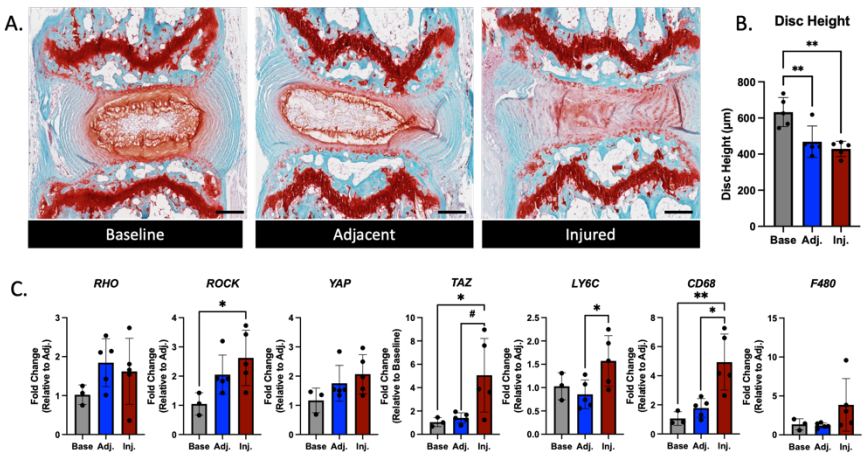 A.
Baseline
Adjacent
Injured
B.
Disc Height
**
**
Disc Height (µm)
800
600
400
200
0
Base Adj. Inj.
C.
RHO
Fold Change
(Relative to Adj.)
3
2
1
0
Base Adj. Inj.
ROCK
*
Fold Change
(Relative to Adj.)
4
3
2
1
0
Base Adj. Inj.
YAP
Fold Change
(Relative to Adj.)
4
3
2
1
0
Base Adj. Inj.
TAZ
*
#
Fold Change
(Relative to Baseline)
10
8
6
4
2
0
Base Adj. Inj.
LY6C
*
Fold Change
(Relative to Adj.)
2.5
2.0
1.5
1.0
0.5
0.0
Base Adj. Inj.
CD68
**
*
Fold Change
(Relative to Adj.)
8
6
4
2
0
Base Adj. Inj.
F480
Fold Change
(Relative to Adj.)
15
10
5
0
Base Adj. Inj.